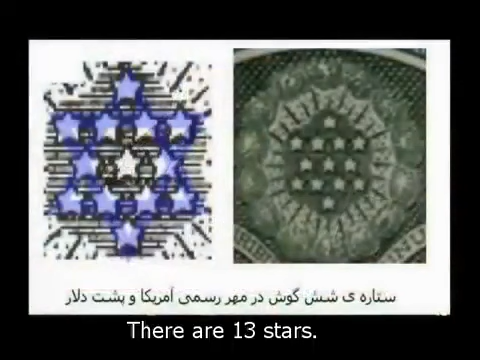 ستاره ی شش گوش در مهر رسمی آمریکا و پشت دلار
There are 13 stars.